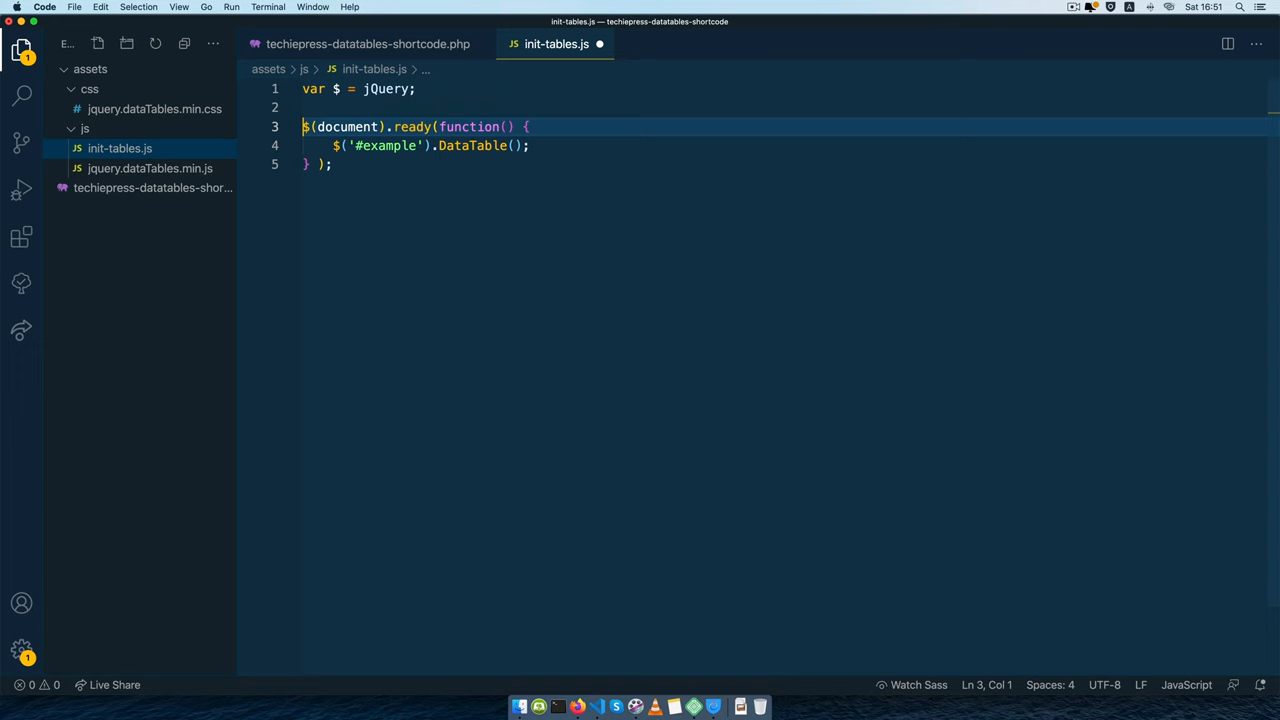 Code File Edit Selection View Go Run Terminal Window Help
A Sat 16:51
init-tables.js — techiepress-datatables-shortcode
E...
techiepress-datatables-shortcode.php
JS init-tables.js
1
assets
css
# jquery.dataTables.min.css
js
JS init-tables.js
JS jquery.dataTables.min.js
techiepress-datatables-shor...
assets > js > JS init-tables.js > ...
1 var $ = jQuery;
2
3 $(document).ready(function() {
4 $('#example').DataTable();
5 } );
1
0 0 Live Share
Watch Sass Ln 3, Col 1 Spaces: 4 UTF-8 LF JavaScript